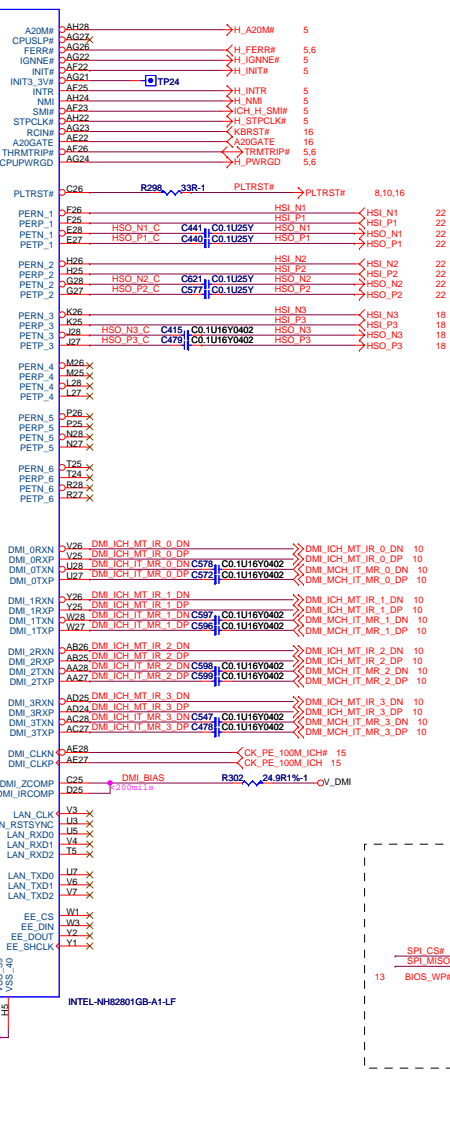 A20M# AH28 H_A20M# 5
CPUSLP# AG27
FERR# AG26 H_FERR# 5,6
IGNNE# AG22 H_IGNNE# 5
INIT# AF22 H_INIT# 5
INIT3_3V# AG21 TP24
INTR AF25 H_INTR 5
NMI AH24 H_NMI 5
SMI# AF23 ICH_H_SMI# 5
STPCLK# AH22 H_STPCLK# 5
RCIN# AG23 KBRST# 16
A20GATE AE22 A20GATE 16
THRMTRIP# AF26 TRMTRIP# 5,6
CPUPWRGD AG24 H_PWRGD 5,6
PLTRST# C26 R298 33R-1 PLTRST# PLTRST# 8,10,16
PERN_1 F26 HSI_N1 HSI_N1 22
PERP_1 F25 HSI_P1 HSI_P1 22
PETN_1 E28 HSO_N1_C C441 C0.1U25Y HSO_N1 HSO_N1 22
PETP_1 E27 HSO_P1_C C440 C0.1U25Y HSO_P1 HSO_P1 22
PERN_2 H26 HSI_N2 HSI_N2 22
PERP_2 H25 HSI_P2 HSI_P2 22
PETN_2 G28 HSO_N2_C C621 C0.1U25Y HSO_N2 HSO_N2 22
PETP_2 G27 HSO_P2_C C577 C0.1U25Y HSO_P2 HSO_P2 22
PERN_3 K26 HSI_N3 HSI_N3 18
PERP_3 K25 HSI_P3 HSI_P3 18
PETN_3 J28 HSO_N3_C C415 C0.1U16Y0402 HSO_N3 HSO_N3 18
PETP_3 J27 HSO_P3_C C479 C0.1U16Y0402 HSO_P3 HSO_P3 18
PERN_4 M26
PERP_4 M25
PETN_4 L28
PETP_4 L27
PERN_5 P26
PERP_5 P25
PETN_5 N28
PETP_5 N27
PERN_6 T25
PERP_6 T24
PETN_6 R28
PETP_6 R27
DMI_0RXN V26 DMI_ICH_MT_IR_0_DN DMI_ICH_MT_IR_0_DN 10
DMI_0RXP V25 DMI_ICH_MT_IR_0_DP DMI_ICH_MT_IR_0_DP 10
DMI_0TXN U28 DMI_ICH_IT_MR_0_DN C578 C0.1U16Y0402 DMI_MCH_IT_MR_0_DN 10
DMI_0TXP U27 DMI_ICH_IT_MR_0_DP C572 C0.1U16Y0402 DMI_MCH_IT_MR_0_DP 10
DMI_1RXN Y26 DMI_ICH_MT_IR_1_DN DMI_ICH_MT_IR_1_DN 10
DMI_1RXP Y25 DMI_ICH_MT_IR_1_DP DMI_ICH_MT_IR_1_DP 10
DMI_1TXN W28 DMI_ICH_IT_MR_1_DN C597 C0.1U16Y0402 DMI_MCH_IT_MR_1_DN 10
DMI_1TXP W27 DMI_ICH_IT_MR_1_DP C596 C0.1U16Y0402 DMI_MCH_IT_MR_1_DP 10
DMI_2RXN AB26 DMI_ICH_MT_IR_2_DN DMI_ICH_MT_IR_2_DN 10
DMI_2RXP AB25 DMI_ICH_MT_IR_2_DP DMI_ICH_MT_IR_2_DP 10
DMI_2TXN AA28 DMI_ICH_IT_MR_2_DN C598 C0.1U16Y0402 DMI_MCH_IT_MR_2_DN 10
DMI_2TXP AA27 DMI_ICH_IT_MR_2_DP C599 C0.1U16Y0402 DMI_MCH_IT_MR_2_DP 10
DMI_3RXN AD25 DMI_ICH_MT_IR_3_DN DMI_ICH_MT_IR_3_DN 10
DMI_3RXP AD24 DMI_ICH_MT_IR_3_DP DMI_ICH_MT_IR_3_DP 10
DMI_3TXN AC28 DMI_ICH_IT_MR_3_DN C547 C0.1U16Y0402 DMI_MCH_IT_MR_3_DN 10
DMI_3TXP AC27 DMI_ICH_IT_MR_3_DP C478 C0.1U16Y0402 DMI_MCH_IT_MR_3_DP 10
DMI_CLKN AE28 CK_PE_100M_ICH# 15
DMI_CLKP AE27 CK_PE_100M_ICH 15
DMI_ZCOMP C25 DMI_BIAS R302 24.9R1%-1 V_DMI
DMI_IRCOMP D25 <200mils
LAN_CLK V3
N_RSTSYNC U3
LAN_RXD0 U5
LAN_RXD1 V4
LAN_RXD2 T5
LAN_TXD0 U7
LAN_TXD1 V6
LAN_TXD2 V7
EE_CS W1
EE_DIN W3
EE_DOUT Y2
EE_SHCLK Y1
SPI_CS#
SPI_MISO
13 BIOS_WP#
VSS_40
H5
INTEL-NH82801GB-A1-LF